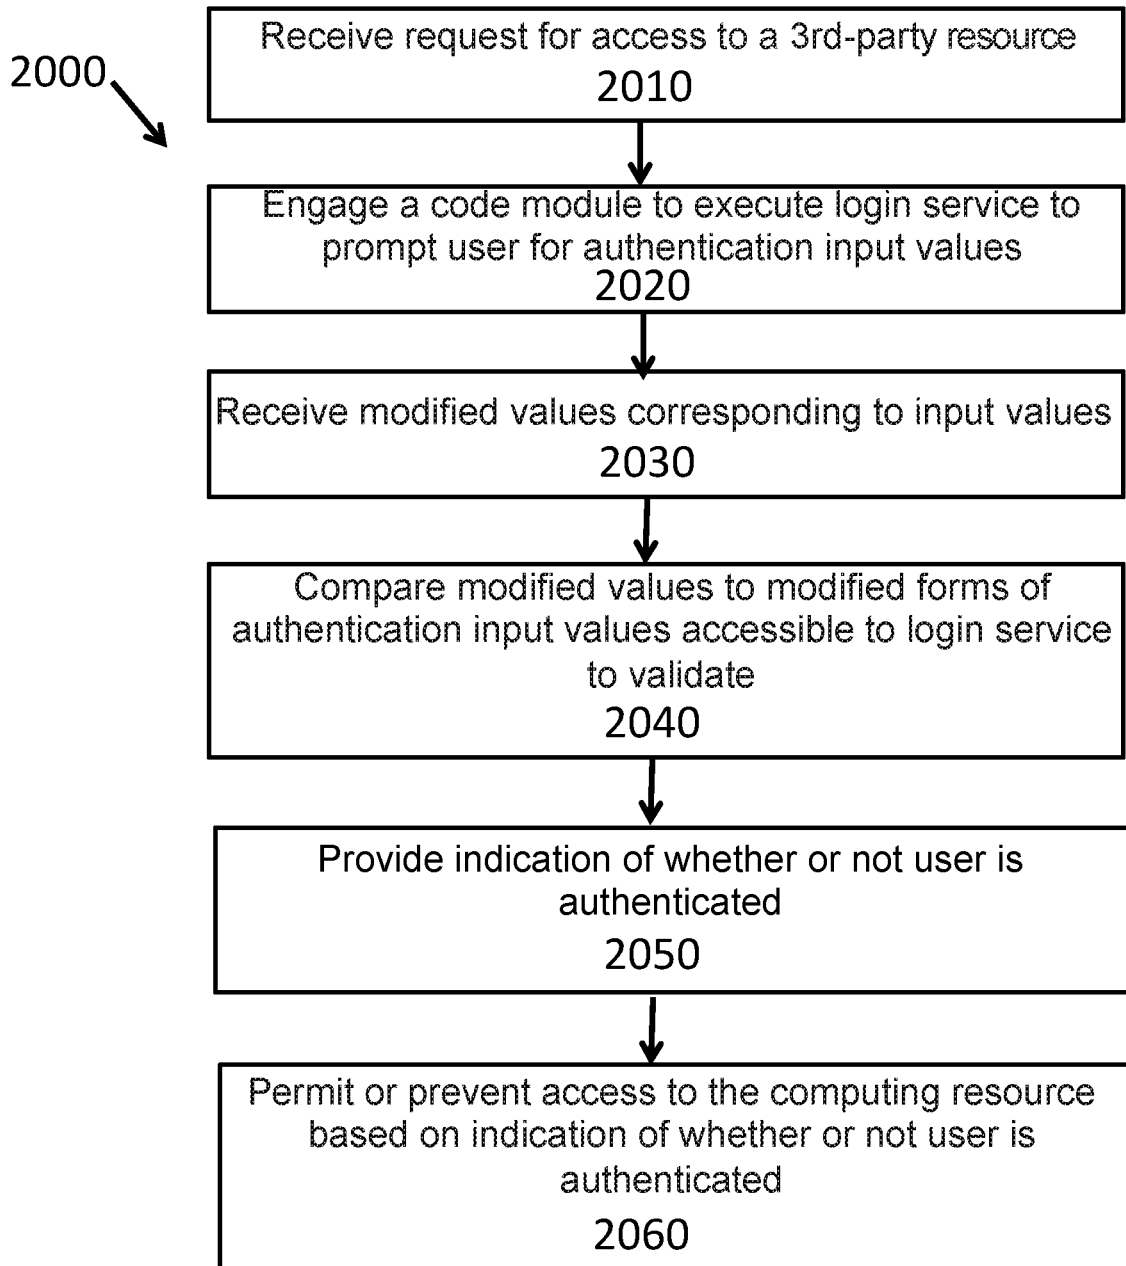 Receive request for access to a 3rd-party resource
2000
2010
Engage a code module to execute login service to
prompt user for authentication input values
2020
Receive modified values corresponding to input values
2030
Compare modified values to modified forms of
authentication input values accessible to login service
to validate
2040
Provide indication of whether or not user is
authenticated
2050
Permit or prevent access to the computing resource
based on indication of whether or not user is
authenticated
2060